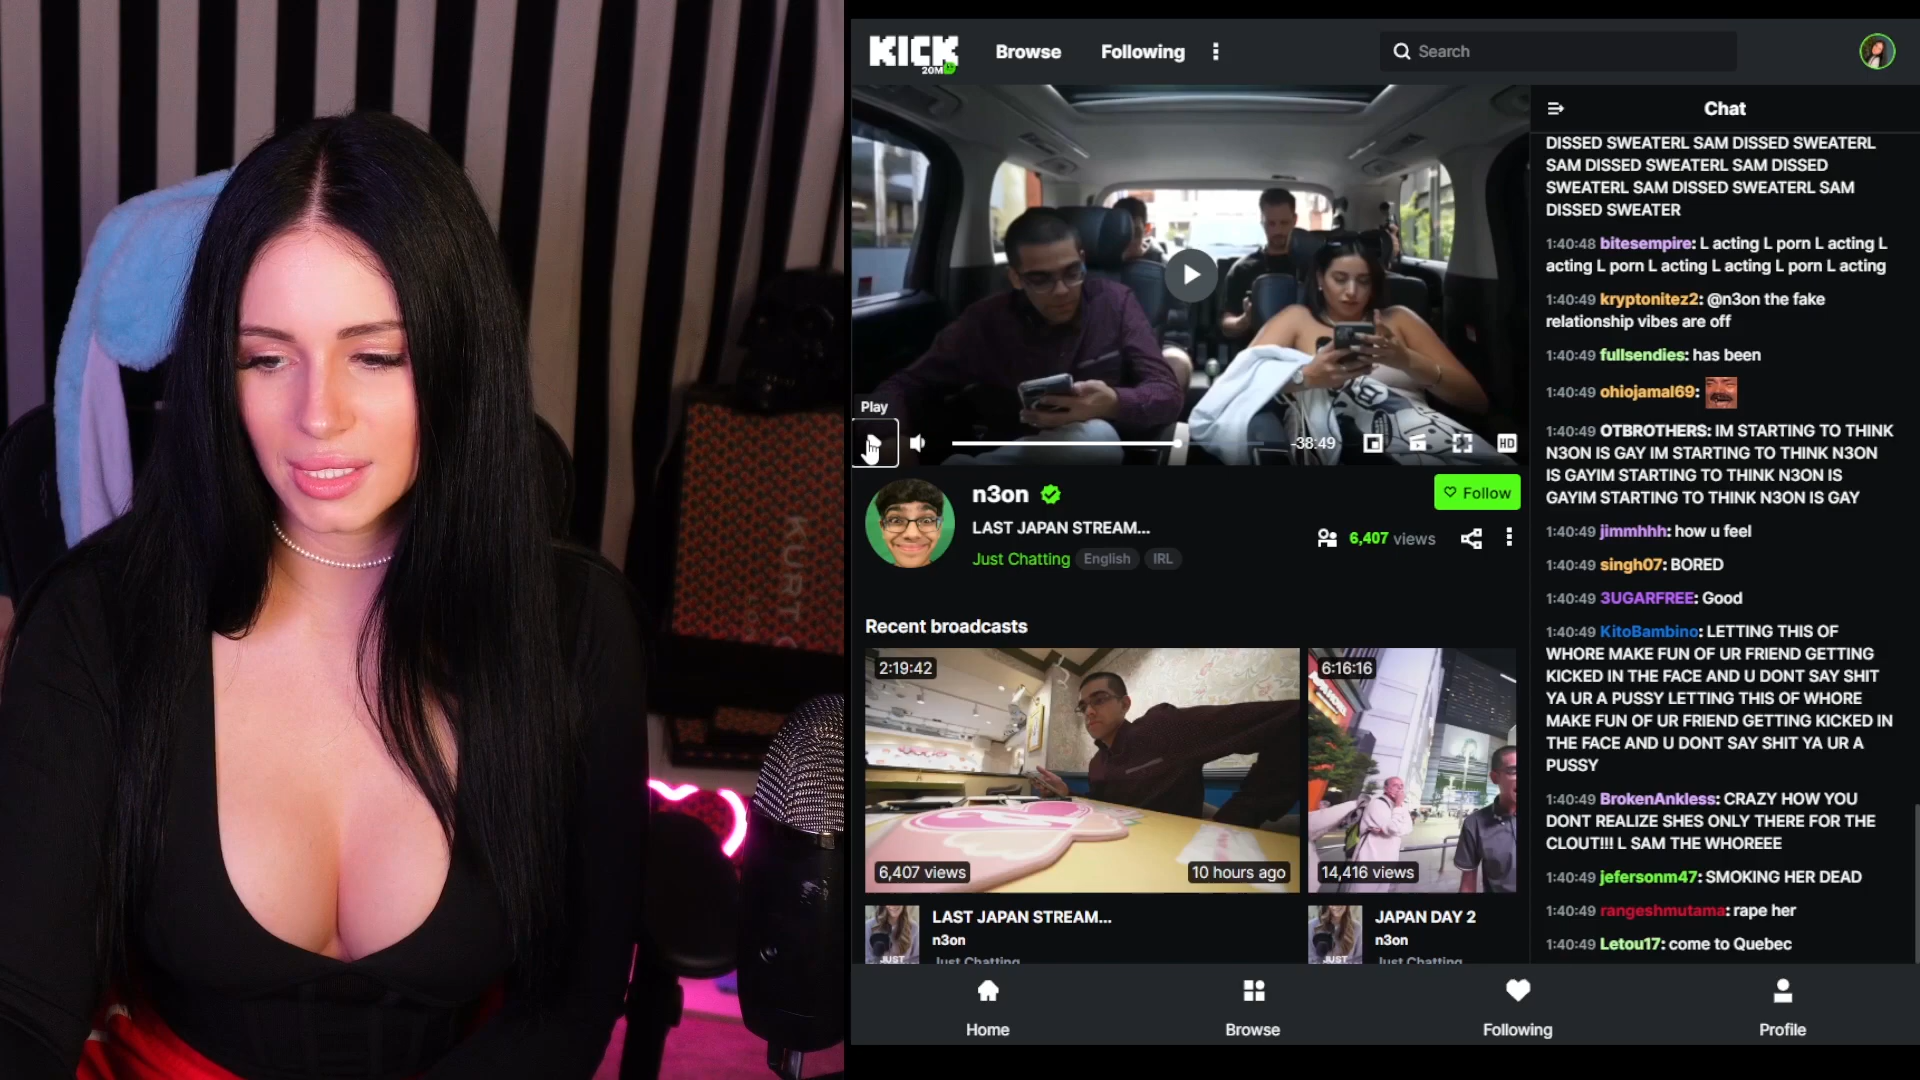 KICK
20M
Browse
Following
Search
Chat
DISSED SWEATERL SAM DISSED SWEATERL
SAM DISSED SWEATERL SAM DISSED
SWEATERL SAM DISSED SWEATERL SAM
DISSED SWEATER
1:40:48 bitesempire: L acting L porn L acting L
acting L porn L acting L acting L porn L acting
1:40:49 kryptonitez2: @n3on the fake
relationship vibes are off
1:40:49 fullsendies: has been
1:40:49 ohiojamal69:
1:40:49 OTBROTHERS: IM STARTING TO THINK
N3ON IS GAY IM STARTING TO THINK N3ON
IS GAYIM STARTING TO THINK N3ON IS
GAYIM STARTING TO THINK N3ON IS GAY
1:40:49 jimmhhh: how u feel
1:40:49 singh07: BORED
1:40:49 3UGARFREE: Good
1:40:49 KitoBambino: LETTING THIS OF
WHORE MAKE FUN OF UR FRIEND GETTING
KICKED IN THE FACE AND U DONT SAY SHIT
YA UR A PUSSY LETTING THIS OF WHORE
MAKE FUN OF UR FRIEND GETTING KICKED IN
THE FACE AND U DONT SAY SHIT YA UR A
PUSSY
1:40:49 BrokenAnkless: CRAZY HOW YOU
DONT REALIZE SHES ONLY THERE FOR THE
CLOUT!!! L SAM THE WHOREEE
1:40:49 jefersonm47: SMOKING HER DEAD
1:40:49 rangeshmutama: rape her
1:40:49 Letou17: come to Quebec
Play
-38:49
HD
n3on
Follow
LAST JAPAN STREAM...
6,407 views
Just Chatting English IRL
Recent broadcasts
2:19:42
6,407 views
10 hours ago
LAST JAPAN STREAM...
n3on
Just Chatting
JUST
6:16:16
14,416 views
JAPAN DAY 2
n3on
Just Chatting
JUST
Home
Browse
Following
Profile
KURT